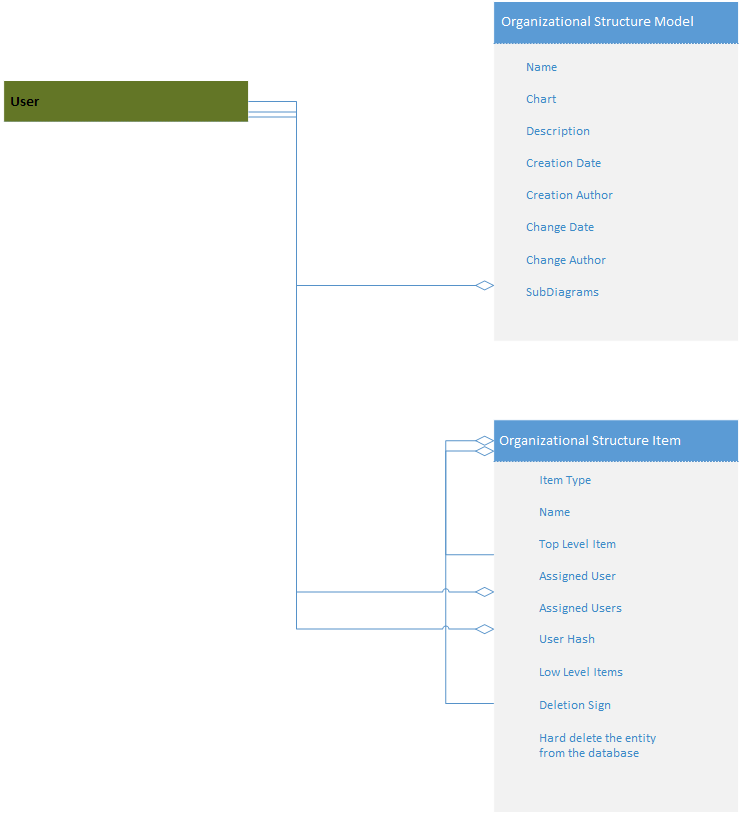 Organizational Structure Model
Name
Chart
Description
Creation Date
Creation Author
Change Date
Change Author
SubDiagrams
User
Organizational Structure Item
Item Type
Name
Top Level Item
Assigned User
Assigned Users
User Hash
Low Level Items
Deletion Sign
Hard delete the entity
from the database